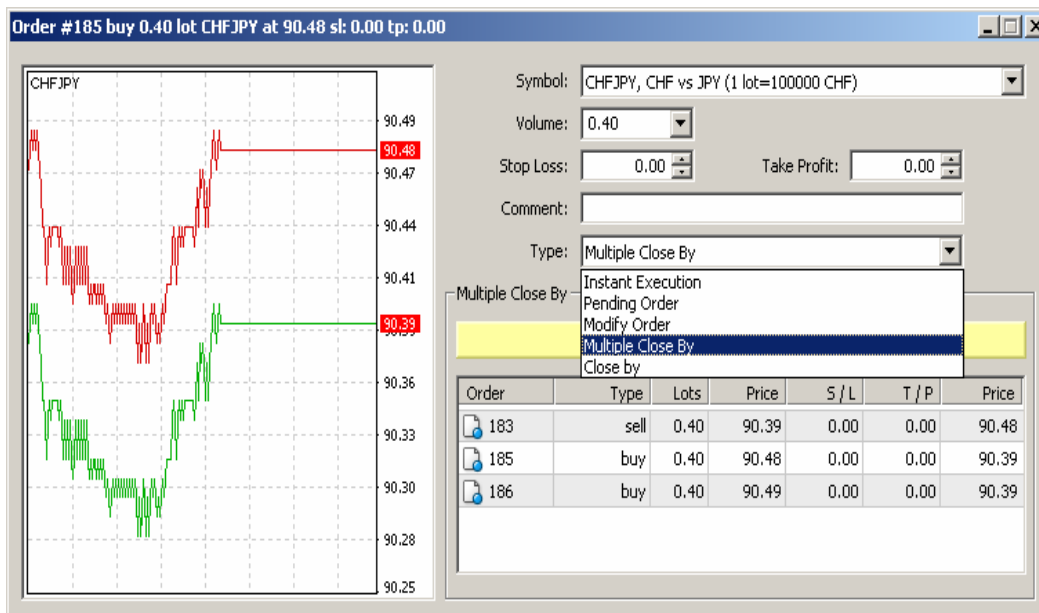 Order #185 buy 0.40 lot CHFJPY at 90.48 sl: 0.00 tp: 0.00
CHFJPY
90.49
90.48
90.47
90.44
90.41
90.39
90.36
90.33
90.30
90.28
90.25
Symbol: CHFJPY, CHF vs JPY (1 lot=100000 CHF)
Volume: 0.40
Stop Loss: 0.00 Take Profit: 0.00
Comment:
Type: Multiple Close By
Instant Execution
Pending Order
Modify Order
Multiple Close By
Close by
Multiple Close By
Order Type Lots Price S / L T / P Price
183 sell 0.40 90.39 0.00 0.00 90.48
185 buy 0.40 90.48 0.00 0.00 90.39
186 buy 0.40 90.49 0.00 0.00 90.39